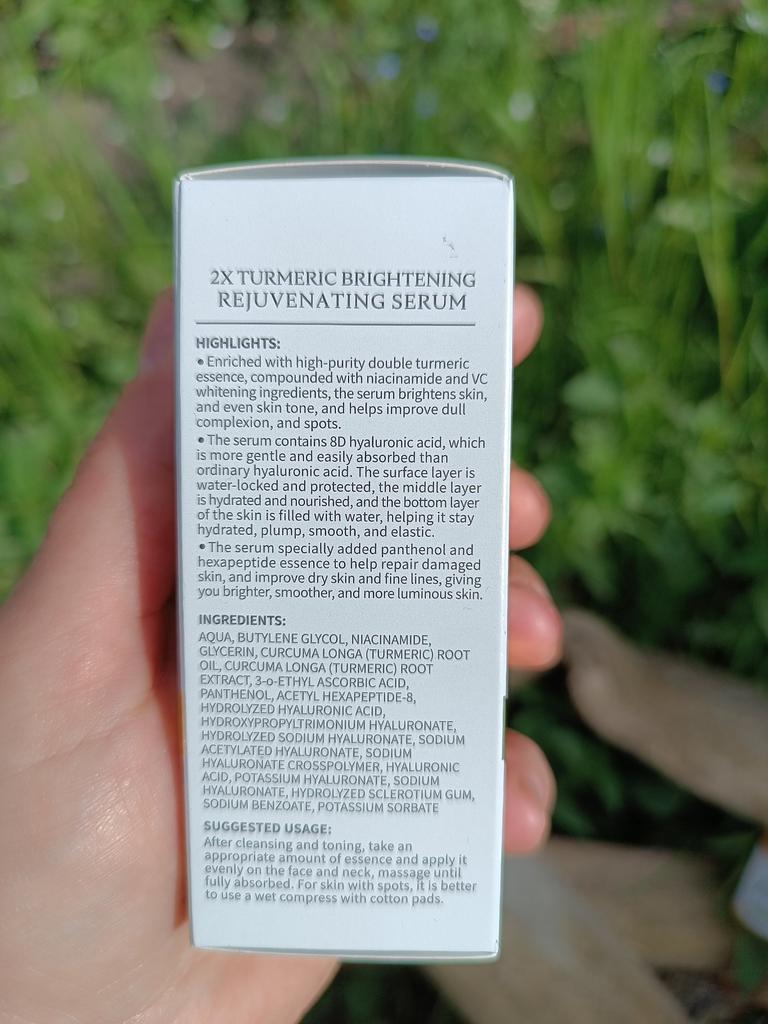 2X TURMERIC BRIGHTENING
REJUVENATING SERUM
HIGHLIGHTS:
• Enriched with high-purity double turmeric
essence, compounded with niacinamide and VC
whitening ingredients, the serum brightens skin,
and even skin tone, and helps improve dull
complexion, and spots.
• The serum contains 8D hyaluronic acid, which
is more gentle and easily absorbed than
ordinary hyaluronic acid. The surface layer is
water-locked and protected, the middle layer
is hydrated and nourished, and the bottom layer
of the skin is filled with water, helping it stay
hydrated, plump, smooth, and elastic.
• The serum specially added panthenol and
hexapeptide essence to help repair damaged
skin, and improve dry skin and fine lines, giving
you brighter, smoother, and more luminous skin.
INGREDIENTS:
AQUA, BUTYLENE GLYCOL, NIACINAMIDE,
GLYCERIN, CURCUMA LONGA (TURMERIC) ROOT
OIL, CURCUMA LONGA (TURMERIC) ROOT
EXTRACT, 3-o-ETHYL ASCORBIC ACID,
PANTHENOL, ACETYL HEXAPEPTIDE-8,
HYDROLYZED HYALURONIC ACID,
HYDROXYPROPYLTRIMONIUM HYALURONATE,
HYDROLYZED SODIUM HYALURONATE, SODIUM
ACETYLATED HYALURONATE, SODIUM
HYALURONATE CROSSPOLYMER, HYALURONIC
ACID, POTASSIUM HYALURONATE, SODIUM
HYALURONATE, HYDROLYZED SCLEROTIUM GUM,
SODIUM BENZOATE, POTASSIUM SORBATE
SUGGESTED USAGE:
After cleansing and toning, take an
appropriate amount of essence and apply it
evenly on the face and neck, massage until
fully absorbed. For skin with spots, it is better
to use a wet compress with cotton pads.